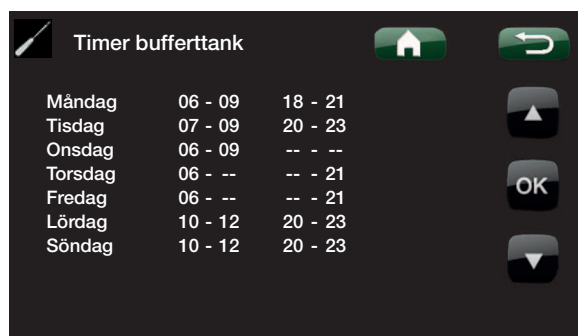 Timer bufferttank
Måndag 06 - 09 18 - 21
Tisdag 07 - 09 20 - 23
Onsdag 06 - 09 -- - --
Torsdag 06 - -- -- - 21
Fredag 06 - -- -- - 21
Lördag 10 - 12 20 - 23
Söndag 10 - 12 20 - 23
OK